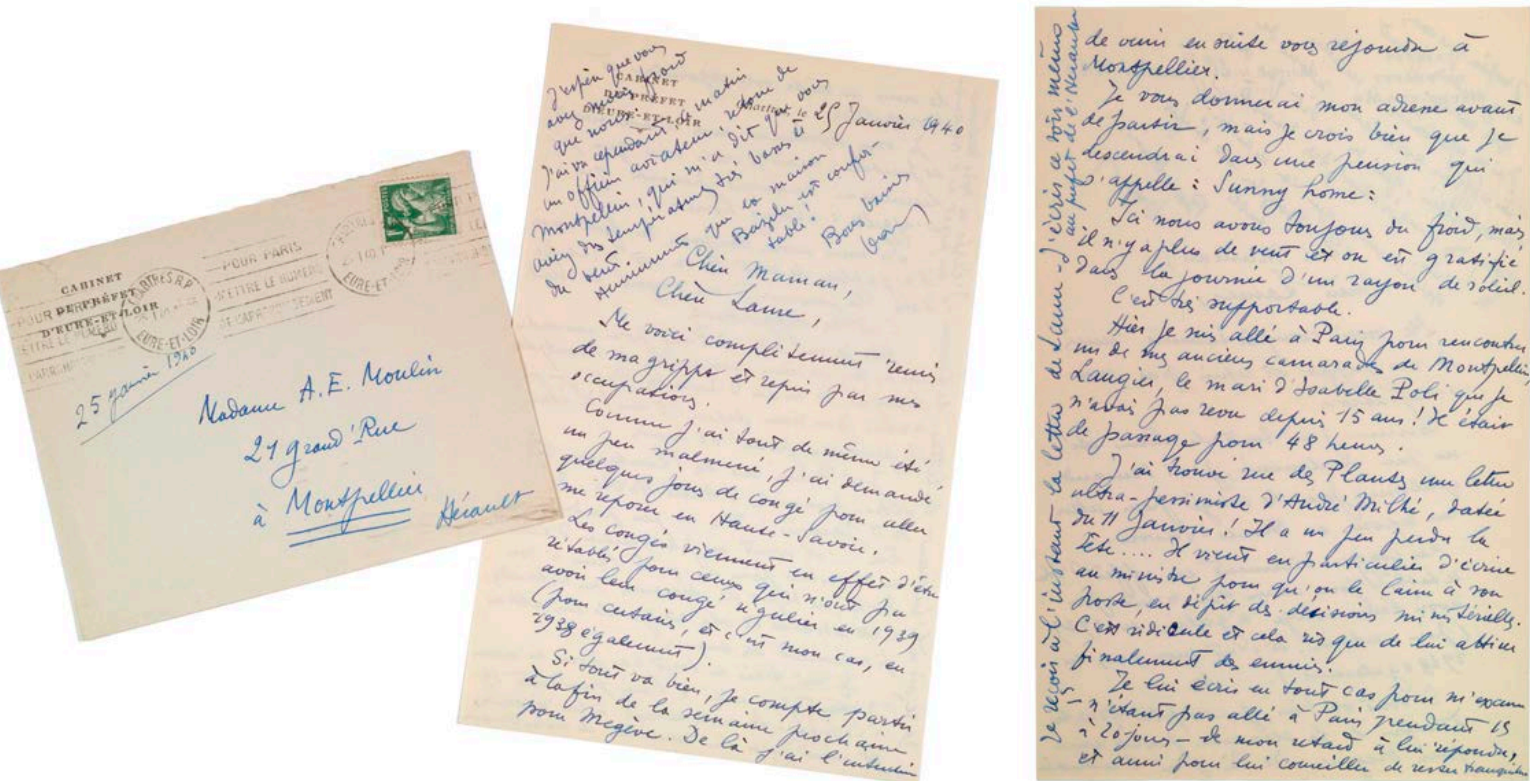 CABINET
DU PRÉFET
D'EURE-ET-LOIR
POUR PARIS
METTRE LE NUMÉRO
DE L'ARRONDISSEMENT
CHARTRES R.P.
EURE-ET-LOIR
25 janvier 1940
Madame A. E. Moulin
21 Grand'Rue
à Montpellier
Hérault
CABINET
DU PRÉFET
D'EURE-ET-LOIR
Chartres, le 25 Janvier 1940
J'espère que vous
avez moins froid
que nous.
J'ai vu cependant ce matin
un officier aviateur, retour de
Montpellier, qui m'a dit que vous
aviez des températures très basses et
du vent.
Heureusement que la maison
Bazile est confor-
table !
Bons baisers
Jean
Chère Maman,
Chère Laure,
Me voici complètement remis
de ma grippe et repris par mes
occupations.
Comme j'ai tout de même été
un peu malmené, j'ai demandé
quelques jours de congé pour aller
me reposer en Haute-Savoie.
Les congés viennent en effet d'être
rétablis pour ceux qui n'ont pu
avoir leur congé régulier en 1939
(pour certains, et c'est mon cas, en
1938 également).
Si tout va bien, je compte partir
à la fin de la semaine prochaine
pour Megève. De là j'ai l'intention
de venir ensuite vous rejoindre à
Montpellier.
Je vous donnerai mon adresse avant
de partir, mais je crois bien que je
descendrai dans une pension qui
s'appelle : Sunny home :
Ici nous avons toujours du froid, mais
il n'y a plus de vent et on est gratifié
dans la journée d'un rayon de soleil.
C'est très supportable.
Hier je suis allé à Paris pour rencontrer
un de mes anciens camarades de Montpellier
Laugier, le mari d'Isabelle Poli que je
n'avais pas revu depuis 15 ans ! Il était
de passage pour 48 heures.
J'ai trouvé rue des Plantes une lettre
ultra-pessimiste d'André Milhé, datée
du 11 Janvier ! Il a un peu perdu la
tête.... Il vient en particulier d'écrire
au ministre pour qu'on le laisse à son
poste, en dépit des décisions ministérielles.
C'est ridicule et cela risque de lui attirer
finalement des ennuis.
Je lui écris en tout cas pour m'excuser
- n'étant pas allé à Paris pendant 15
à 20 jours - de mon retard à lui répondre,
et aussi pour lui conseiller de rester tranquille
Je reçois à l'instant la lettre de Laure - J'écris ce soir même
au préfet de l'Hérault